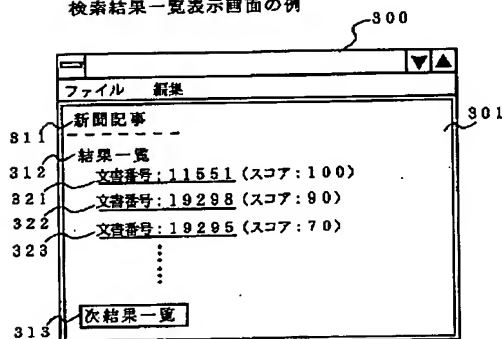 検索結果一覧表示画面の例
300
ファイル 編集
301
311 新聞記事
312 結果一覧
321 文書番号:11551(スコア:100)
322 文書番号:19298(スコア:90)
323 文書番号:19295(スコア:70)
313 次結果一覧